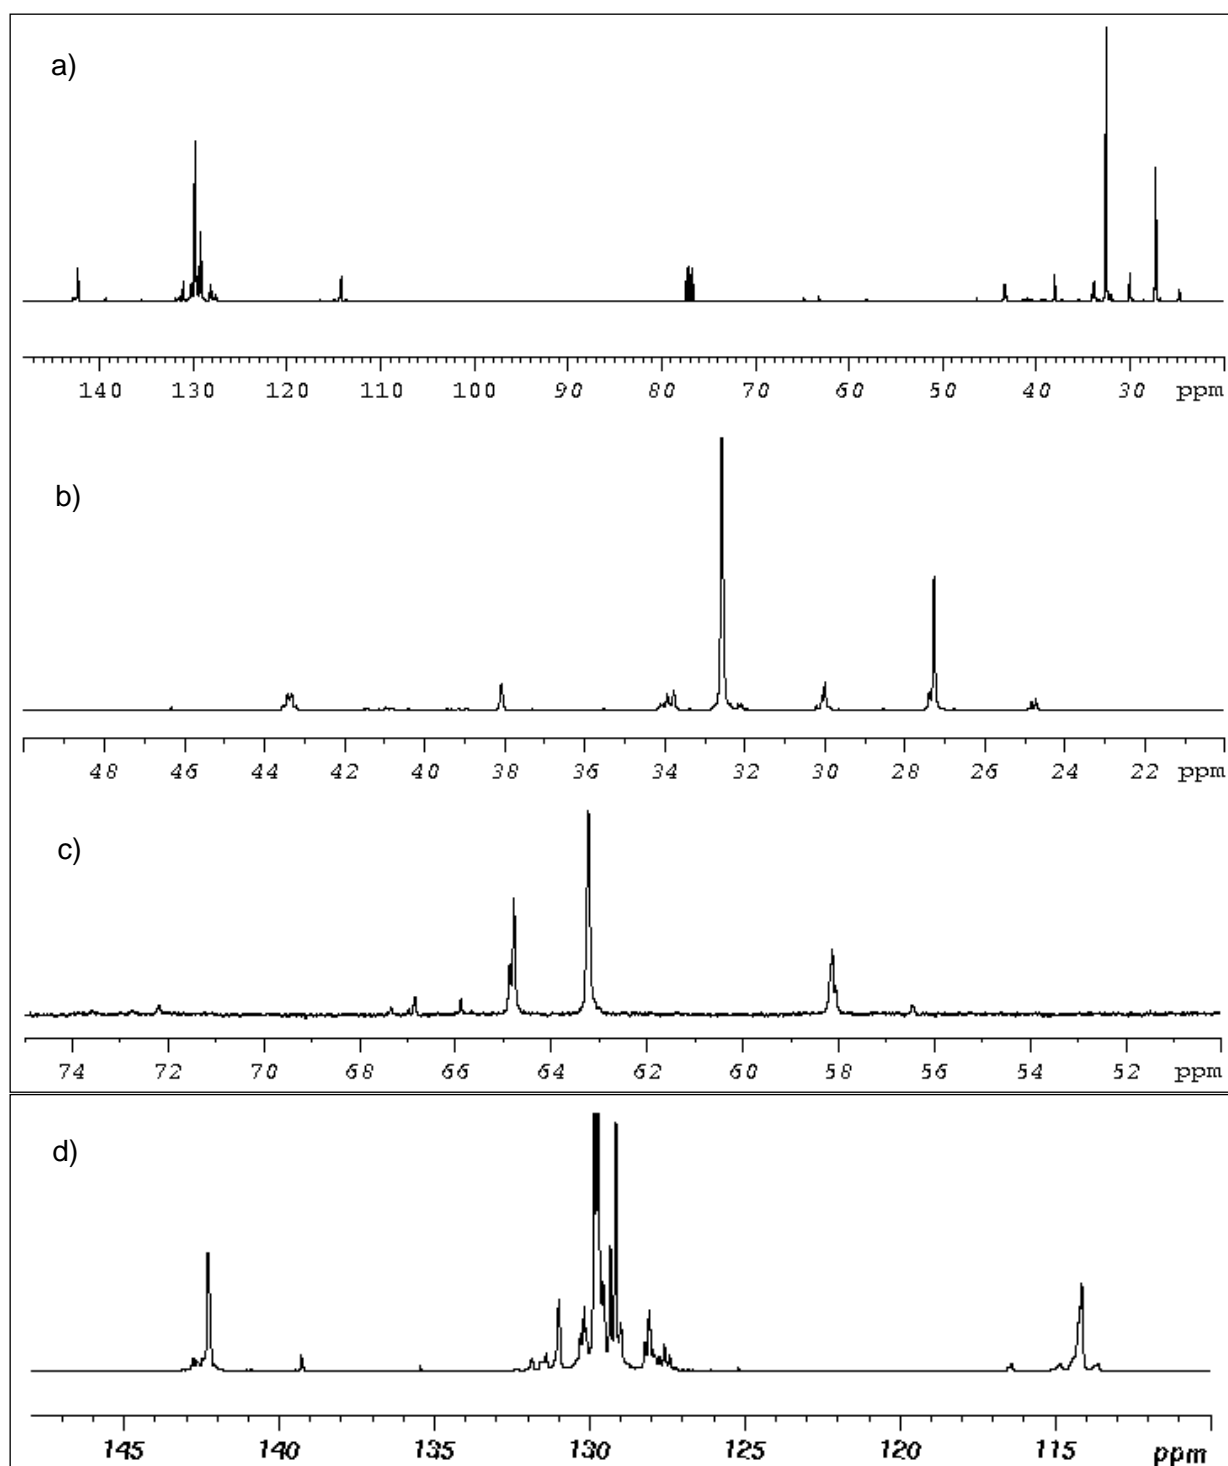 a)
140 130 120 110 100 90 80 70 60 50 40 30 ppm
b)
48 46 44 42 40 38 36 34 32 30 28 26 24 22 ppm
c)
74 72 70 68 66 64 62 60 58 56 54 52 ppm
d)
145 140 135 130 125 120 115 ppm